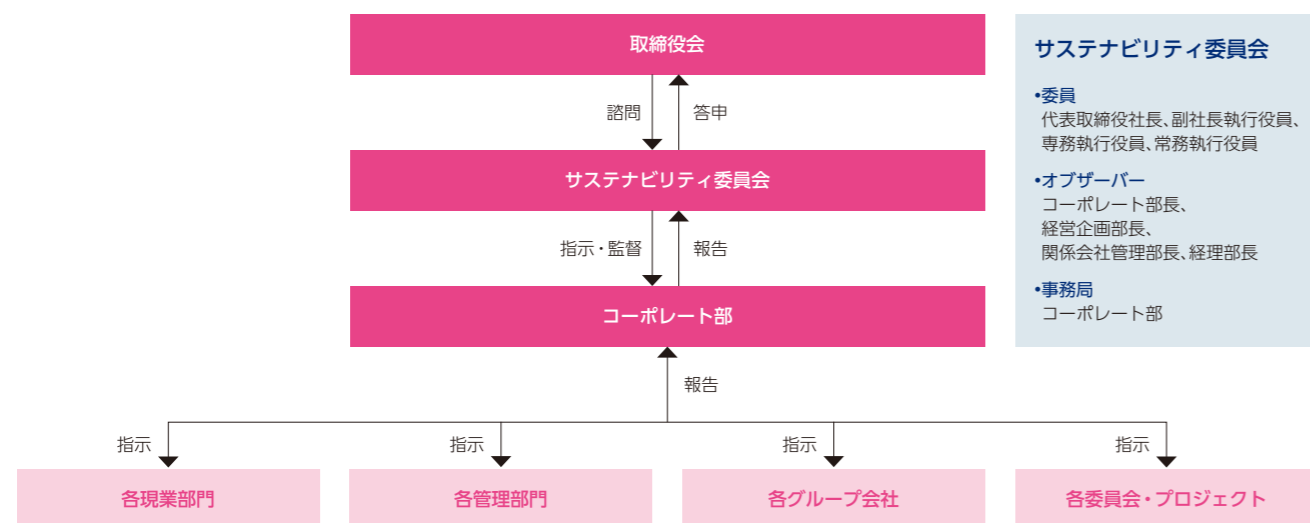 取締役会
諮問
答申
サステナビリティ委員会
指示・監督
報告
コーポレート部
報告
指示
指示
指示
指示
各現業部門
各管理部門
各グループ会社
各委員会・プロジェクト
サステナビリティ委員会
•委員
代表取締役社長、副社長執行役員、
専務執行役員、常務執行役員
•オブザーバー
コーポレート部長、
経営企画部長、
関係会社管理部長、経理部長
•事務局
コーポレート部